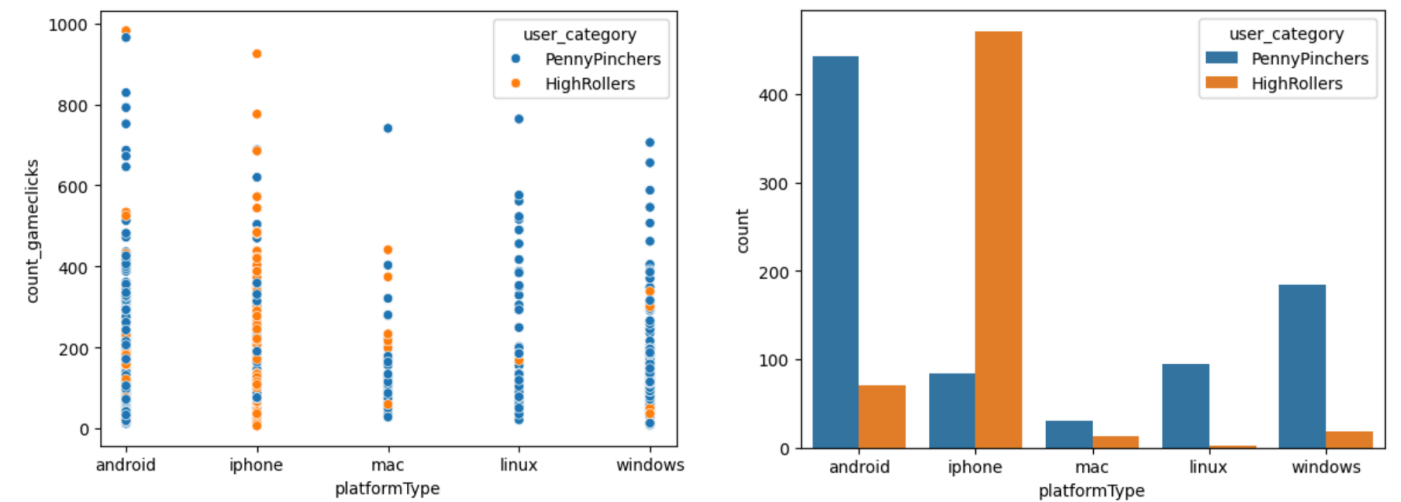 1000
800
600
400
200
0
count_gameclicks
user_category
PennyPinchers
HighRollers
android iphone mac linux windows
platformType
400
300
200
100
0
count
user_category
PennyPinchers
HighRollers
android iphone mac linux windows
platformType